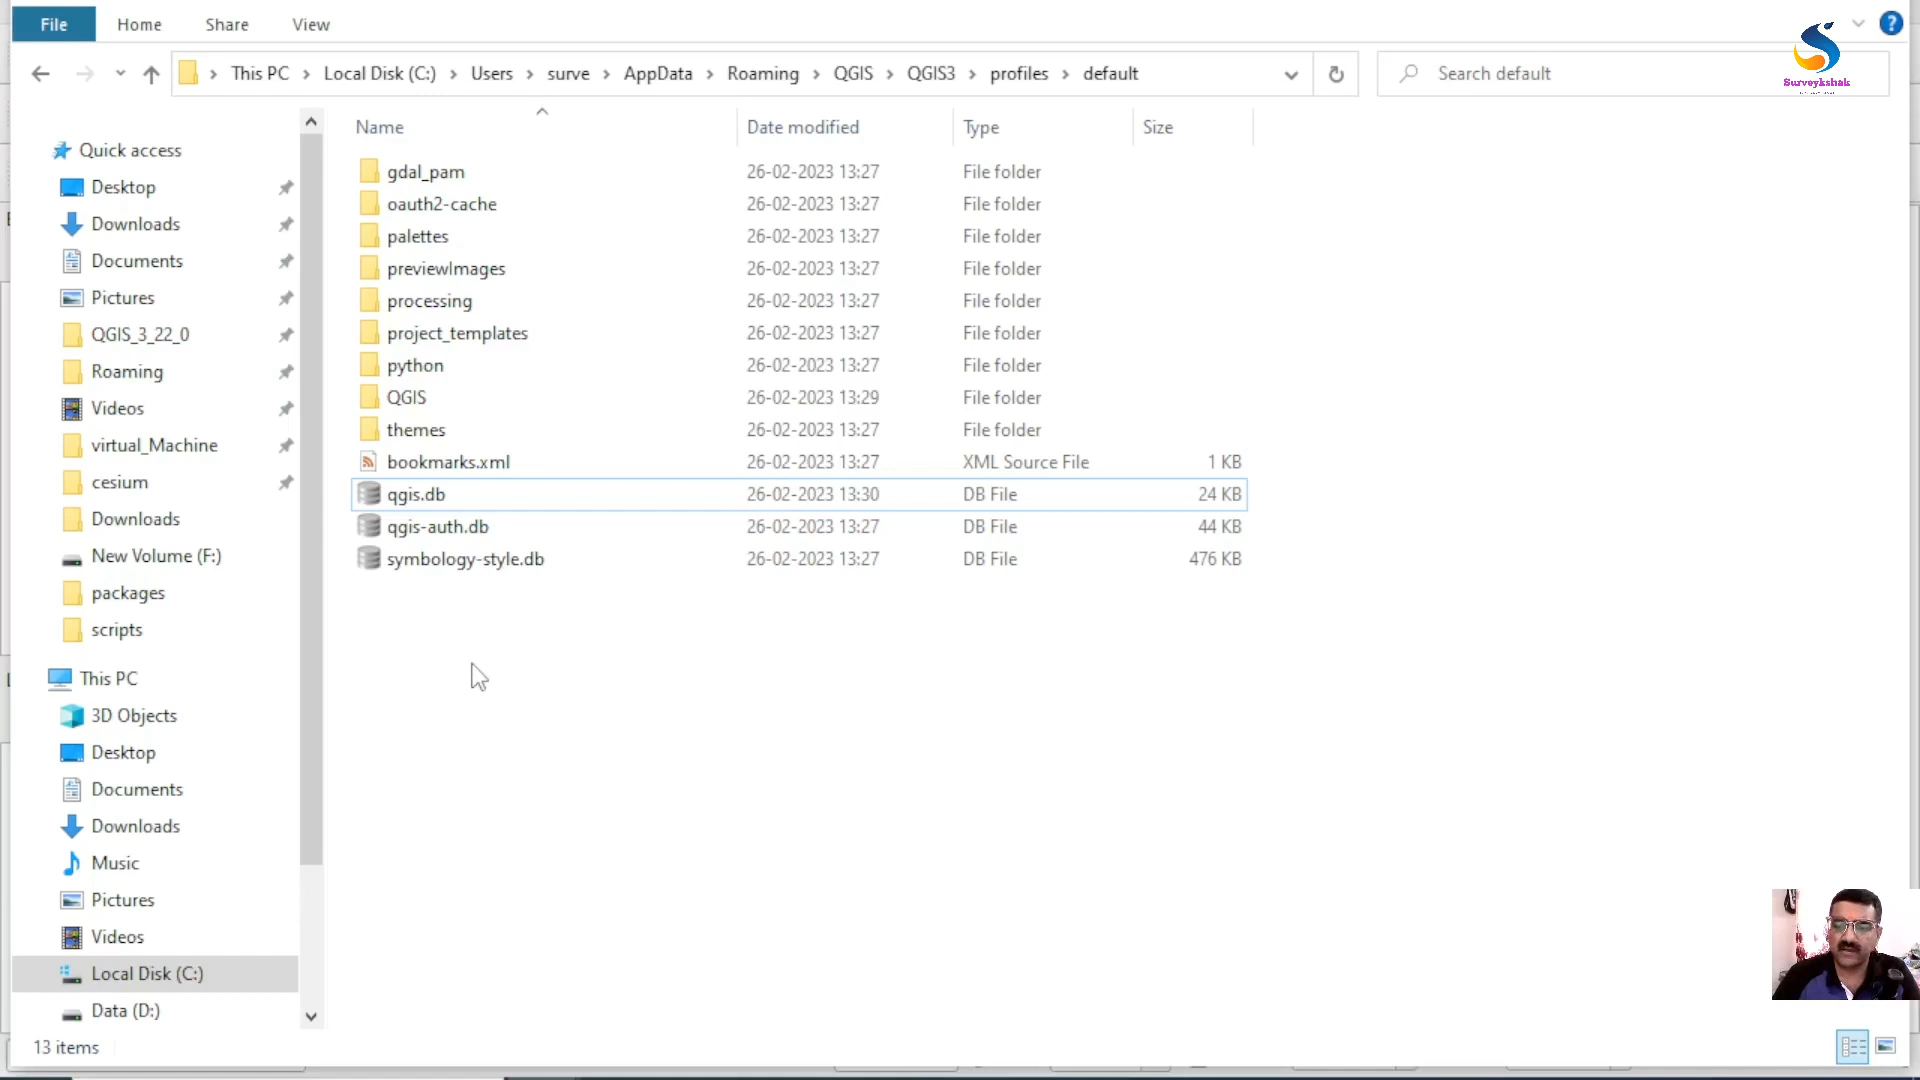 File Home Share View
Surveykshak
This PC Local Disk (C:) Users surve AppData Roaming QGIS QGIS3 profiles default
Search default
Name Date modified Type Size
Quick access
Desktop
Downloads
Documents
Pictures
QGIS_3_22_0
Roaming
Videos
virtual_Machine
cesium
Downloads
New Volume (F:)
packages
scripts
This PC
3D Objects
Desktop
Documents
Downloads
Music
Pictures
Videos
Local Disk (C:)
Data (D:)
gdal_pam 26-02-2023 13:27 File folder
oauth2-cache 26-02-2023 13:27 File folder
palettes 26-02-2023 13:27 File folder
previewImages 26-02-2023 13:27 File folder
processing 26-02-2023 13:27 File folder
project_templates 26-02-2023 13:27 File folder
python 26-02-2023 13:27 File folder
QGIS 26-02-2023 13:29 File folder
themes 26-02-2023 13:27 File folder
bookmarks.xml 26-02-2023 13:27 XML Source File 1 KB
qgis.db 26-02-2023 13:30 DB File 24 KB
qgis-auth.db 26-02-2023 13:27 DB File 44 KB
symbology-style.db 26-02-2023 13:27 DB File 476 KB
13 items